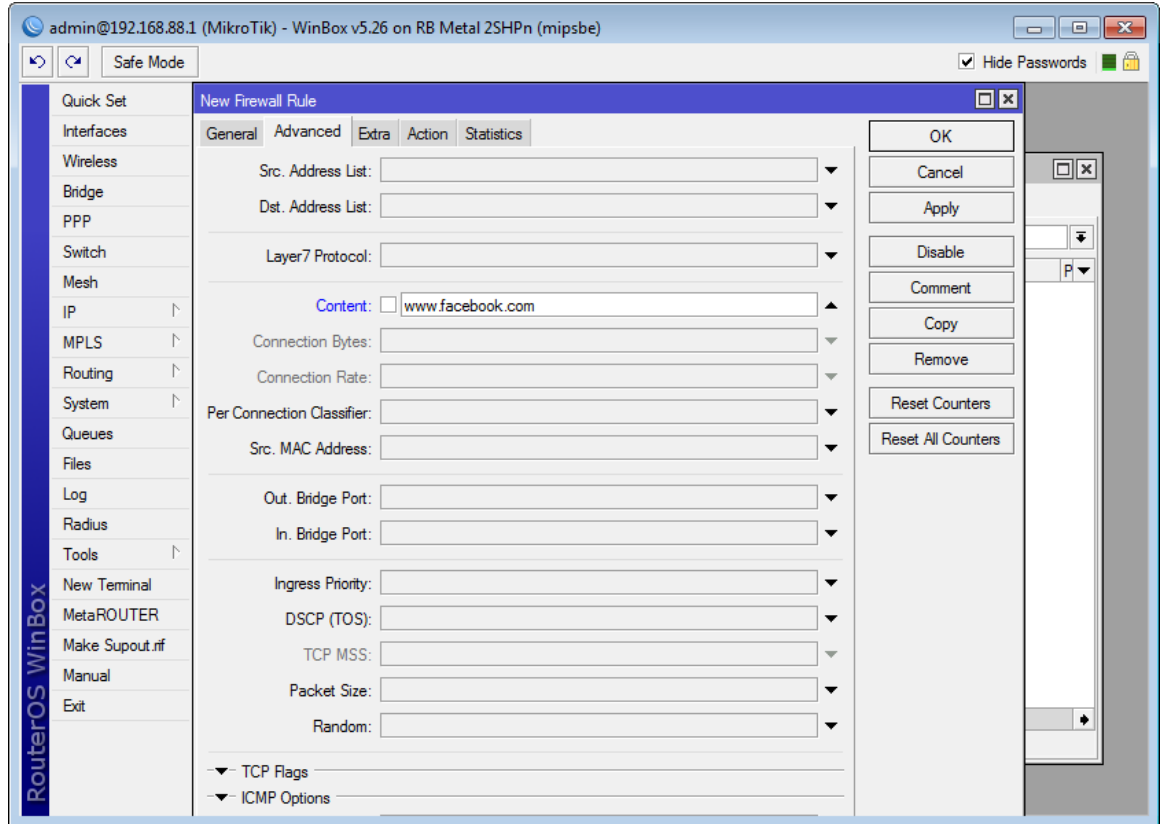 admin@192.168.88.1 (MikroTik) - WinBox v5.26 on RB Metal 2SHPn (mipsbe)
Safe Mode
Hide Passwords
Quick Set
Interfaces
Wireless
Bridge
PPP
Switch
Mesh
IP
MPLS
Routing
System
Queues
Files
Log
Radius
Tools
New Terminal
MetaROUTER
Make Supout.rif
Manual
Exit
RouterOS WinBox
New Firewall Rule
General Advanced Extra Action Statistics
Src. Address List:
Dst. Address List:
Layer7 Protocol:
Content: www.facebook.com
Connection Bytes:
Connection Rate:
Per Connection Classifier:
Src. MAC Address:
Out. Bridge Port:
In. Bridge Port:
Ingress Priority:
DSCP (TOS):
TCP MSS:
Packet Size:
Random:
TCP Flags
ICMP Options
OK
Cancel
Apply
Disable
Comment
Copy
Remove
Reset Counters
Reset All Counters
P